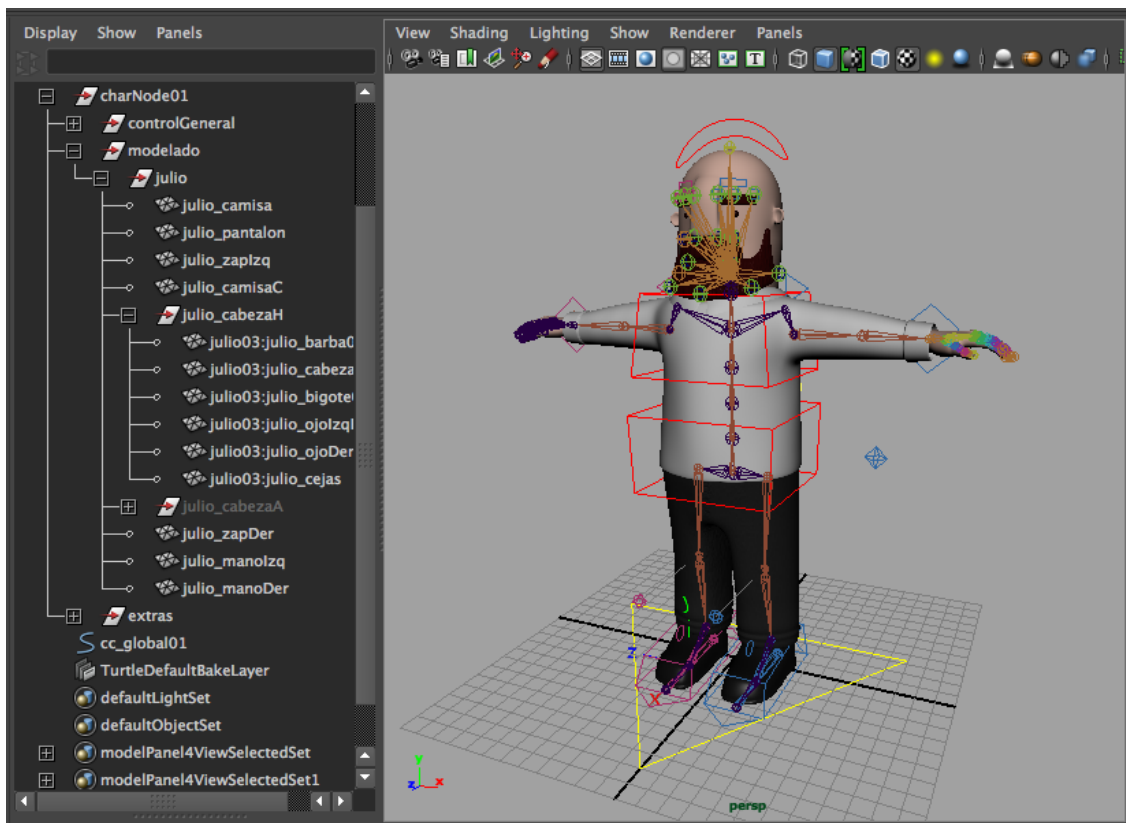 Display Show Panels
charNode01
controlGeneral
modelado
julio
julio_camisa
julio_pantalon
julio_zapIzq
julio_camisaC
julio_cabezaH
julio03:julio_barba0
julio03:julio_cabeza
julio03:julio_bigote
julio03:julio_ojoIzq
julio03:julio_ojoDer
julio03:julio_cejas
julio_cabezaA
julio_zapDer
julio_manoIzq
julio_manoDer
extras
cc_global01
TurtleDefaultBakeLayer
defaultLightSet
defaultObjectSet
modelPanel4ViewSelectedSet
modelPanel4ViewSelectedSet1
View Shading Lighting Show Renderer Panels
T
z
x
y
z
x
persp